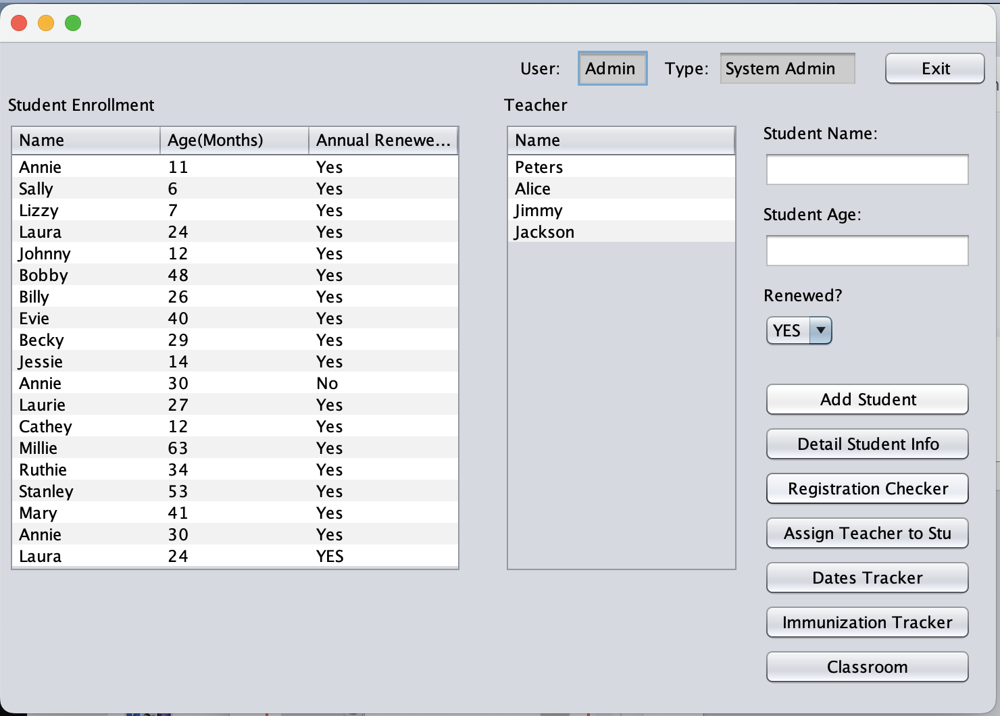 User: Admin Type: System Admin Exit
Student Enrollment Teacher
Name Age(Months) Annual Renewe... Name
Student Name:
Annie 11 Yes Peters
Sally 6 Yes Alice
Lizzy 7 Yes Jimmy
Student Age:
Laura 24 Yes Jackson
Johnny 12 Yes
Bobby 48 Yes
Billy 26 Yes
Renewed?
Evie 40 Yes
YES
Becky 29 Yes
Jessie 14 Yes
Annie 30 No
Add Student
Laurie 27 Yes
Cathey 12 Yes
Detail Student Info
Millie 63 Yes
Ruthie 34 Yes
Registration Checker
Stanley 53 Yes
Mary 41 Yes
Assign Teacher to Stu
Annie 30 Yes
Laura 24 YES
Dates Tracker
Immunization Tracker
Classroom